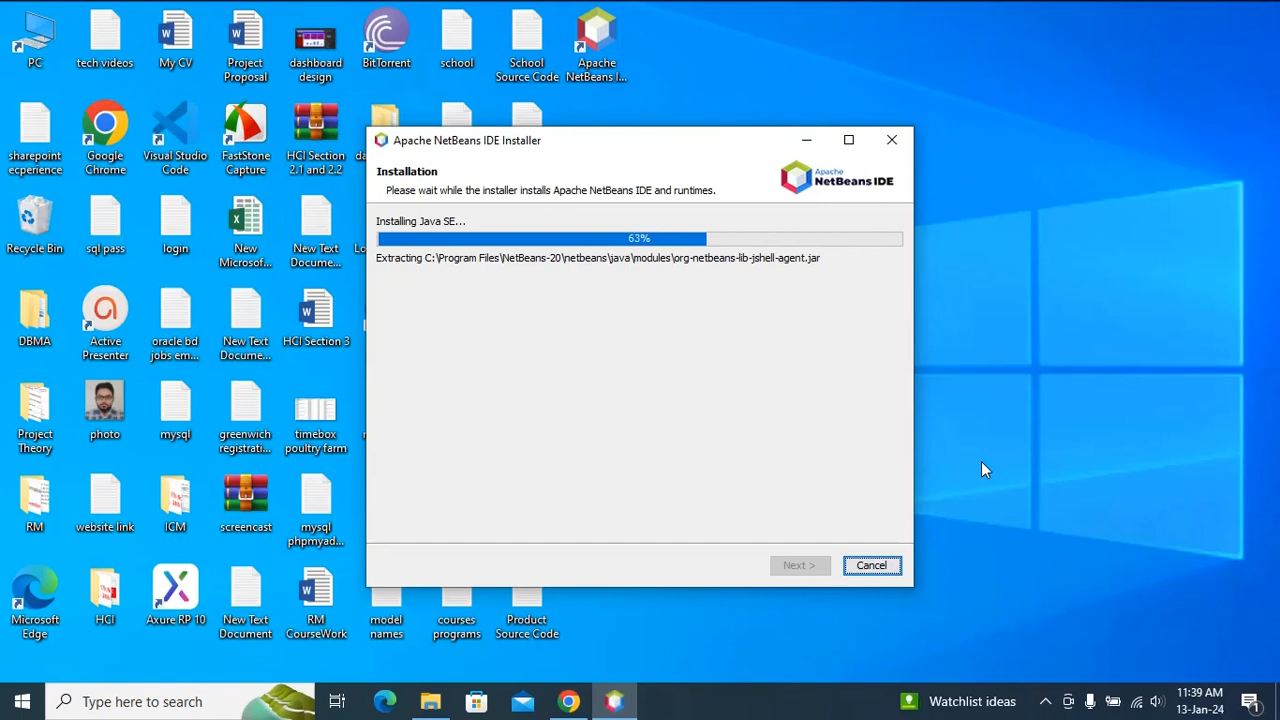 PC
tech videos
My CV
Project
Proposal
dashboard
design
BitTorrent
school
School
Source Code
Apache
NetBeans I...
sharepoint
ecperience
Google
Chrome
Visual Studio
Code
FastStone
Capture
HCI Section
2.1 and 2.2
Apache NetBeans IDE Installer
Installation
Please wait while the installer installs Apache NetBeans IDE and runtimes.
Apache
NetBeans IDE
Installing Java SE...
63%
Extracting C:\Program Files\NetBeans-20\netbeans\java\modules\org-netbeans-lib-jshell-agent.jar
Next >
Cancel
Recycle Bin
sql pass
login
New
Microsof...
New Text
Docume...
DBMA
Active
Presenter
oracle bd
jobs em...
New Text
Docume...
HCI Section 3
Project
Theory
photo
mysql
greenwich
registrati...
timebox
poultry farm
RM
website link
ICM
screencast
mysql
phpmyad...
Microsoft
Edge
HCI
Axure RP 10
New Text
Document
RM
CourseWork
model
names
courses
programs
Product
Source Code
Type here to search
Watchlist ideas
11:39 AM
13-Jan-24
1